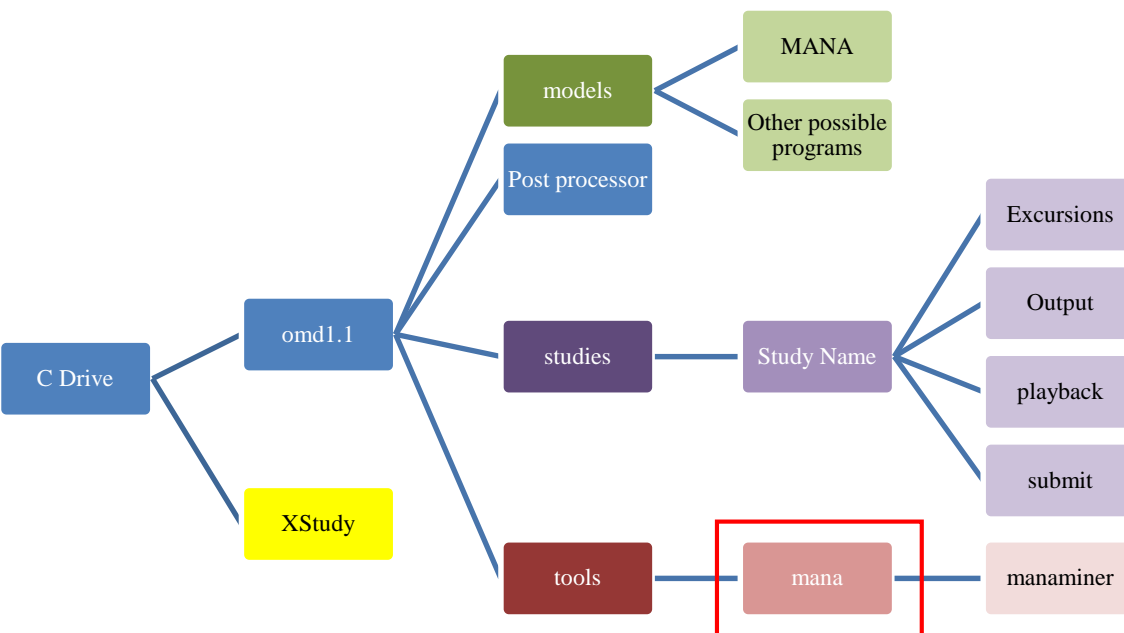 MANA
models
Other possible
programs
Post processor
Excursions
Output
omd1.1
C Drive
studies
Study Name
playback
submit
XStudy
tools
mana
manaminer